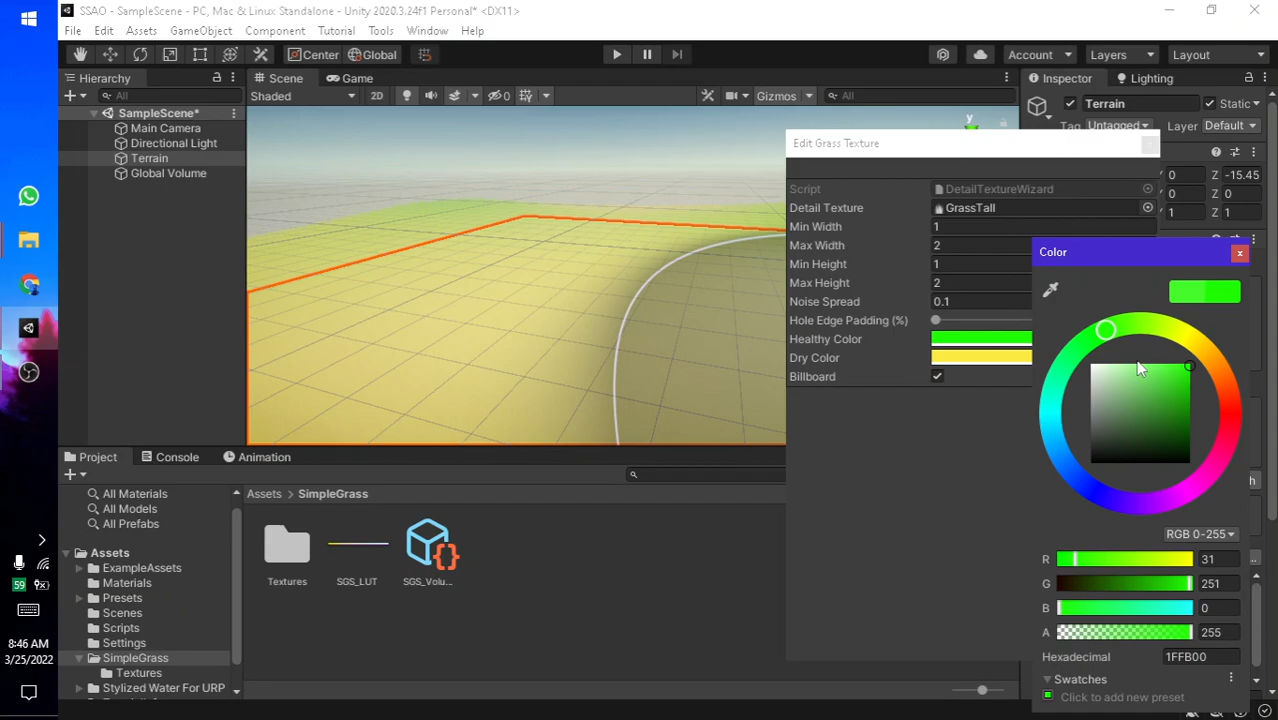 SSAO - SampleScene - PC, Mac & Linux Standalone - Unity 2020.3.24f1 Personal* <DX11>
File Edit Assets GameObject Component Tutorial Tools Window Help
Center Global Account Layers Layout
Hierarchy Scene Game Inspector Lighting
All Shaded 2D 0 Gizmos All
SampleScene*
Main Camera
Directional Light
Terrain
Global Volume
y
Terrain Static
Tag Untagged Layer Default
0 Z -15.45
0 Z 0
1 Z 1
Edit Grass Texture
Script DetailTextureWizard
Detail Texture GrassTall
Min Width 1
Max Width 2
Min Height 1
Max Height 2
Noise Spread 0.1
Hole Edge Padding (%)
Healthy Color
Dry Color
Billboard
Color
RGB 0-255
R 31
G 251
B 0
A 255
Hexadecimal 1FFB00
Swatches
Click to add new preset
Project Console Animation
All Materials
All Models
All Prefabs
Assets
ExampleAssets
Materials
Presets
Scenes
Scripts
Settings
SimpleGrass
Textures
Stylized Water For URP
Assets > SimpleGrass
Textures SGS_LUT SGS_Volu...
59
8:46 AM
3/25/2022